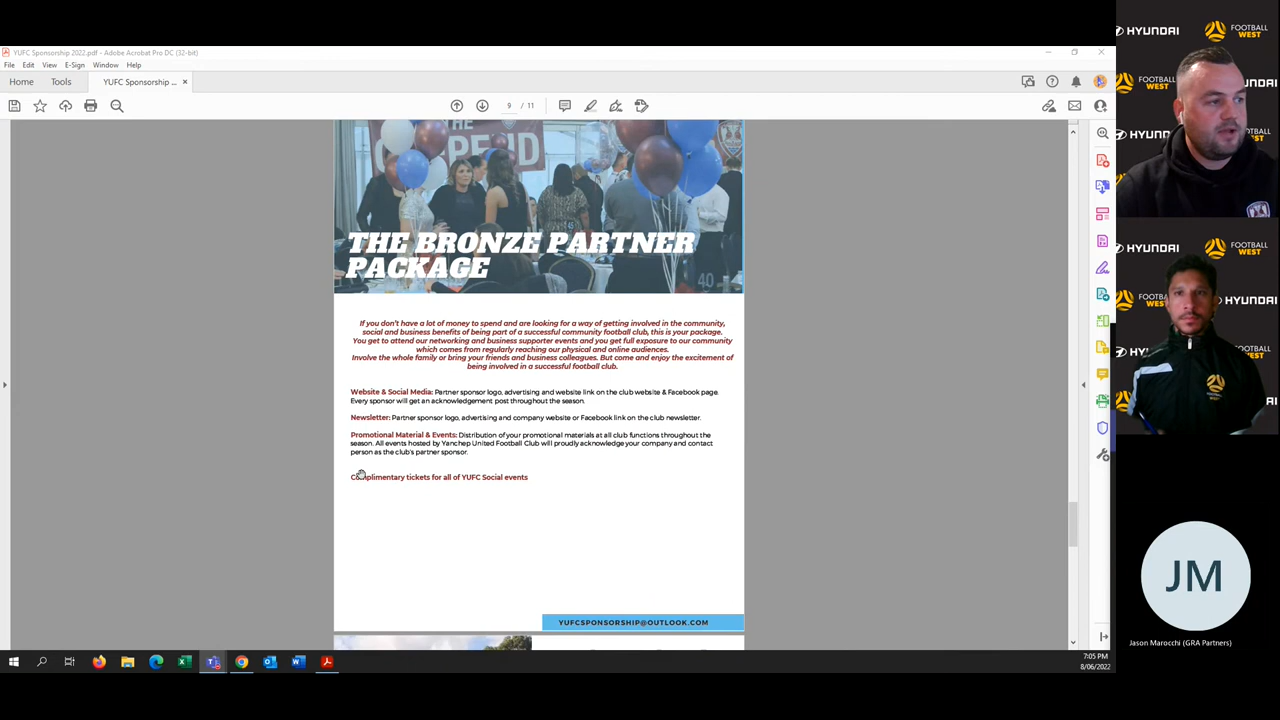 YUFC Sponsorship 2022.pdf - Adobe Acrobat Pro DC (32-bit)
File Edit View E-Sign Window Help
Home Tools YUFC Sponsorship ... ×
9 / 11
THE BRONZE PARTNER
PACKAGE
40
If you don't have a lot of money to spend and are looking for a way of getting involved in the community,
social and business benefits of being part of a successful community football club, this is your package.
You get to attend our networking and business supporter events and you get full exposure to our community
which comes from regularly reaching our physical and online audiences.
Involve the whole family or bring your friends and business colleagues. But come and enjoy the excitement of
being involved in a successful football club.
Website & Social Media: Partner sponsor logo, advertising and website link on the club website & Facebook page.
Every sponsor will get an acknowledgement post throughout the season.
Newsletter: Partner sponsor logo, advertising and company website or Facebook link on the club newsletter.
Promotional Material & Events: Distribution of your promotional materials at all club functions throughout the
season. All events hosted by Yanchep United Football Club will proudly acknowledge your company and contact
person as the club's partner sponsor.
Complimentary tickets for all of YUFC Social events
YUFCSPONSORSHIP@OUTLOOK.COM
7:05 PM
8/06/2022
HYUNDAI FOOTBALL
WEST
HYUNDAI FOOTBALL
WEST
HYUNDAI
JM
Jason Marocchi (GRA Partners)